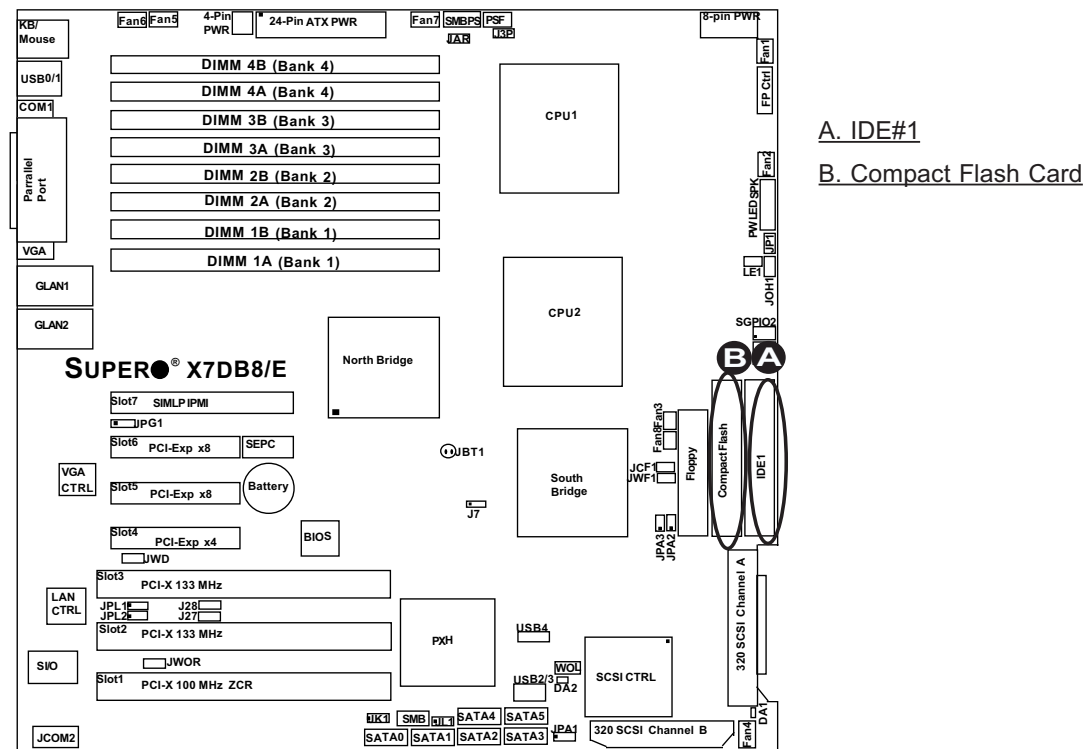 KB/
Mouse
Fan6
Fan5
4-Pin
PWR
24-Pin ATX PWR
Fan7
SMBPS
PSF
JAR
J3P
8-pin PWR
Fan1
FP Ctrl
USB0/1
COM1
Parrallel
Port
VGA
GLAN1
GLAN2
DIMM 4B (Bank 4)
DIMM 4A (Bank 4)
DIMM 3B (Bank 3)
DIMM 3A (Bank 3)
DIMM 2B (Bank 2)
DIMM 2A (Bank 2)
DIMM 1B (Bank 1)
DIMM 1A (Bank 1)
CPU1
CPU2
Fan2
PWLEDSPK
JP1
LE1
JOH1
SGPIO2
A. IDE#1
B. Compact Flash Card
B
A
North Bridge
SUPER® X7DB8/E
Slot7
SIMLP IPMI
JPG1
Slot6
PCI-Exp x8
SEPC
VGA
CTRL
Slot5
PCI-Exp x8
Battery
Slot4
PCI-Exp x4
BIOS
JWD
JBT1
J7
South
Bridge
Fan3
Fan8
JCF1
JWF1
JPA3
JPA2
Floppy
Compact Flash
IDE1
Slot3
PCI-X 133 MHz
LAN
CTRL
JPL1
JPL2
J28
J27
Slot2
PCI-X 133 MHz
SI/O
JWOR
Slot1
PCI-X 100 MHz ZCR
PXH
USB4
WOL
DA2
USB2/3
SCSI CTRL
320 SCSI Channel A
DA1
JCOM2
JK1
SMB
JL1
SATA4
SATA5
SATA0
SATA1
SATA2
SATA3
JPA1
320 SCSI Channel B
Fan4